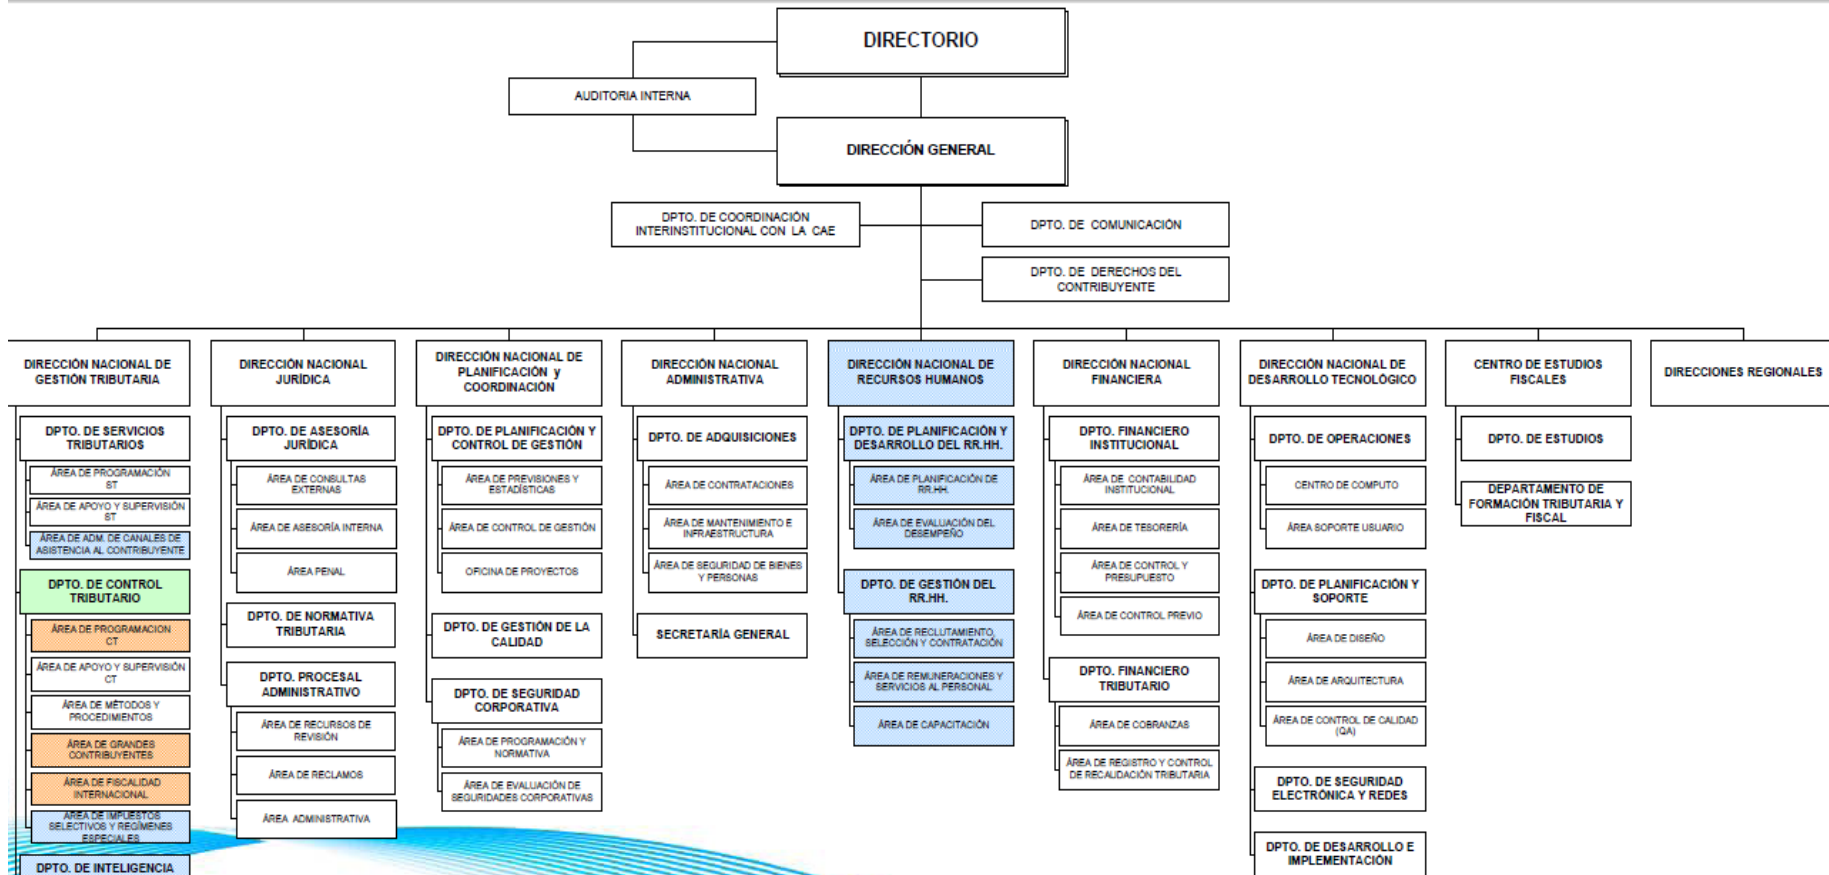 DIRECTORIO
AUDITORIA INTERNA
DIRECCIÓN GENERAL
DPTO. DE COORDINACIÓN
INTERINSTITUCIONAL CON LA CAE
DPTO. DE COMUNICACIÓN
DPTO. DE DERECHOS DEL
CONTRIBUYENTE
DIRECCIÓN NACIONAL DE
GESTIÓN TRIBUTARIA
DPTO. DE SERVICIOS
TRIBUTARIOS
ÁREA DE PROGRAMACIÓN
ST
ÁREA DE APOYO Y SUPERVISIÓN
ST
ÁREA DE ADM. DE CANALES DE
ASISTENCIA AL CONTRIBUYENTE
DPTO. DE CONTROL
TRIBUTARIO
ÁREA DE PROGRAMACION
CT
ÁREA DE APOYO Y SUPERVISIÓN
CT
ÁREA DE MÉTODOS Y
PROCEDIMIENTOS
ÁREA DE GRANDES
CONTRIBUYENTES
ÁREA DE FISCALIDAD
INTERNACIONAL
ÁREA DE IMPUESTOS
SELECTIVOS Y REGÍMENES
ESPECIALES
DPTO. DE INTELIGENCIA
DIRECCIÓN NACIONAL
JURÍDICA
DPTO. DE ASESORÍA
JURÍDICA
ÁREA DE CONSULTAS
EXTERNAS
ÁREA DE ASESORÍA INTERNA
ÁREA PENAL
DPTO. DE NORMATIVA
TRIBUTARIA
DPTO. PROCESAL
ADMINISTRATIVO
ÁREA DE RECURSOS DE
REVISIÓN
ÁREA DE RECLAMOS
ÁREA ADMINISTRATIVA
DIRECCIÓN NACIONAL DE
PLANIFICACIÓN y
COORDINACIÓN
DPTO. DE PLANIFICACIÓN Y
CONTROL DE GESTIÓN
ÁREA DE PREVISIONES Y
ESTADÍSTICAS
ÁREA DE CONTROL DE GESTIÓN
OFICINA DE PROYECTOS
DPTO. DE GESTIÓN DE LA
CALIDAD
DPTO. DE SEGURIDAD
CORPORATIVA
ÁREA DE PROGRAMACIÓN Y
NORMATIVA
ÁREA DE EVALUACIÓN DE
SEGURIDADES CORPORATIVAS
DIRECCIÓN NACIONAL
ADMINISTRATIVA
DPTO. DE ADQUISICIONES
ÁREA DE CONTRATACIONES
ÁREA DE MANTENIMIENTO E
INFRAESTRUCTURA
ÁREA DE SEGURIDAD DE BIENES
Y PERSONAS
SECRETARÍA GENERAL
DIRECCIÓN NACIONAL DE
RECURSOS HUMANOS
DPTO. DE PLANIFICACIÓN Y
DESARROLLO DEL RR.HH.
ÁREA DE PLANIFICACIÓN DE
RR.HH.
ÁREA DE EVALUACIÓN DEL
DESEMPEÑO
DPTO. DE GESTIÓN DEL
RR.HH.
ÁREA DE RECLUTAMIENTO,
SELECCIÓN Y CONTRATACIÓN
ÁREA DE REMUNERACIONES Y
SERVICIOS AL PERSONAL
ÁREA DE CAPACITACIÓN
DIRECCIÓN NACIONAL
FINANCIERA
DPTO. FINANCIERO
INSTITUCIONAL
ÁREA DE CONTABILIDAD
INSTITUCIONAL
ÁREA DE TESORERÍA
ÁREA DE CONTROL Y
PRESUPUESTO
ÁREA DE CONTROL PREVIO
DPTO. FINANCIERO
TRIBUTARIO
ÁREA DE COBRANZAS
ÁREA DE REGISTRO Y CONTROL
DE RECAUDACIÓN TRIBUTARIA
DIRECCIÓN NACIONAL DE
DESARROLLO TECNOLÓGICO
DPTO. DE OPERACIONES
CENTRO DE COMPUTO
ÁREA SOPORTE USUARIO
DPTO. DE PLANIFICACIÓN Y
SOPORTE
ÁREA DE DISEÑO
ÁREA DE ARQUITECTURA
ÁREA DE CONTROL DE CALIDAD
(QA)
DPTO. DE SEGURIDAD
ELECTRÓNICA Y REDES
DPTO. DE DESARROLLO E
IMPLEMENTACIÓN
CENTRO DE ESTUDIOS
FISCALES
DPTO. DE ESTUDIOS
DEPARTAMENTO DE
FORMACIÓN TRIBUTARIA Y
FISCAL
DIRECCIONES REGIONALES